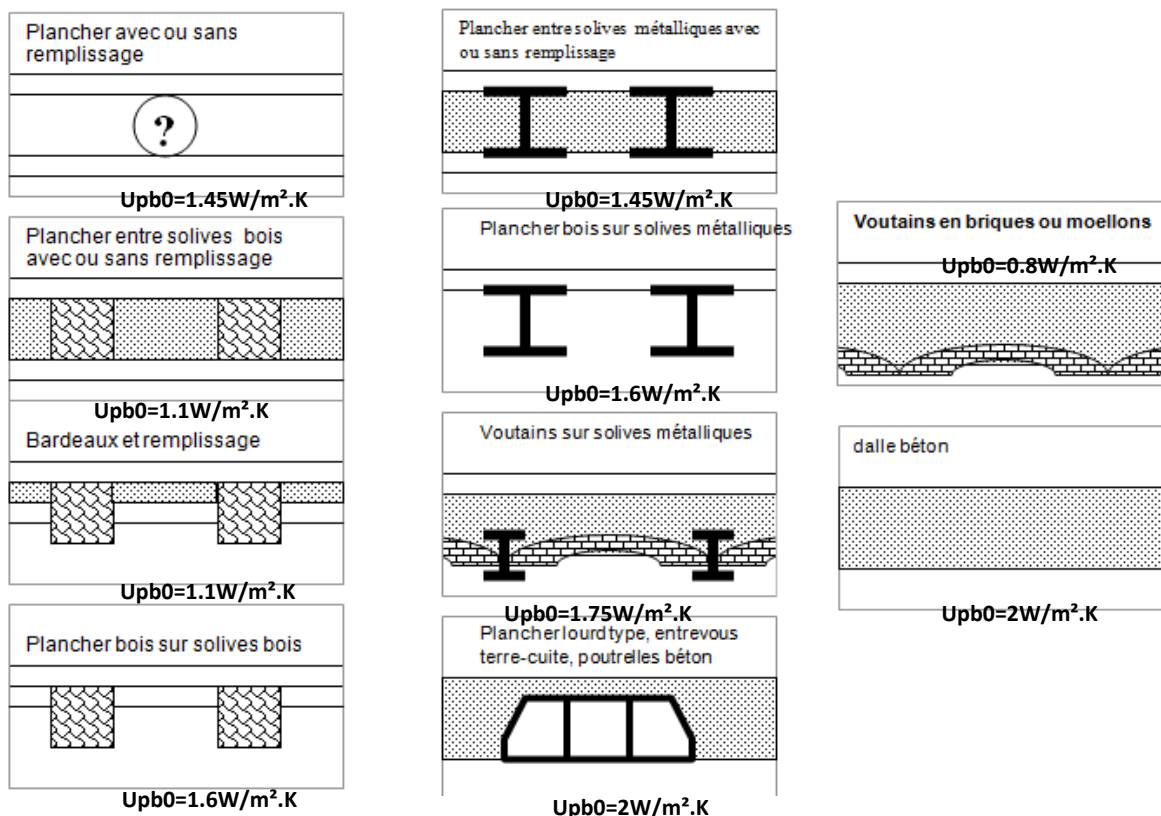 Plancher avec ou sans
remplissage
?
Upb0=1.45W/m².K
Plancher entre solives bois
avec ou sans remplissage
Upb0=1.1W/m².K
Bardeaux et remplissage
Upb0=1.1W/m².K
Plancher bois sur solives bois
Upb0=1.6W/m².K
Plancher entre solives métalliques avec
ou sans remplissage
Upb0=1.45W/m².K
Plancher bois sur solives métalliques
Upb0=1.6W/m².K
Voutains sur solives métalliques
Upb0=1.75W/m².K
Plancher lourd type, entrevous
terre-cuite, poutrelles béton
Upb0=2W/m².K
Voutains en briques ou moellons
Upb0=0.8W/m².K
dalle béton
Upb0=2W/m².K